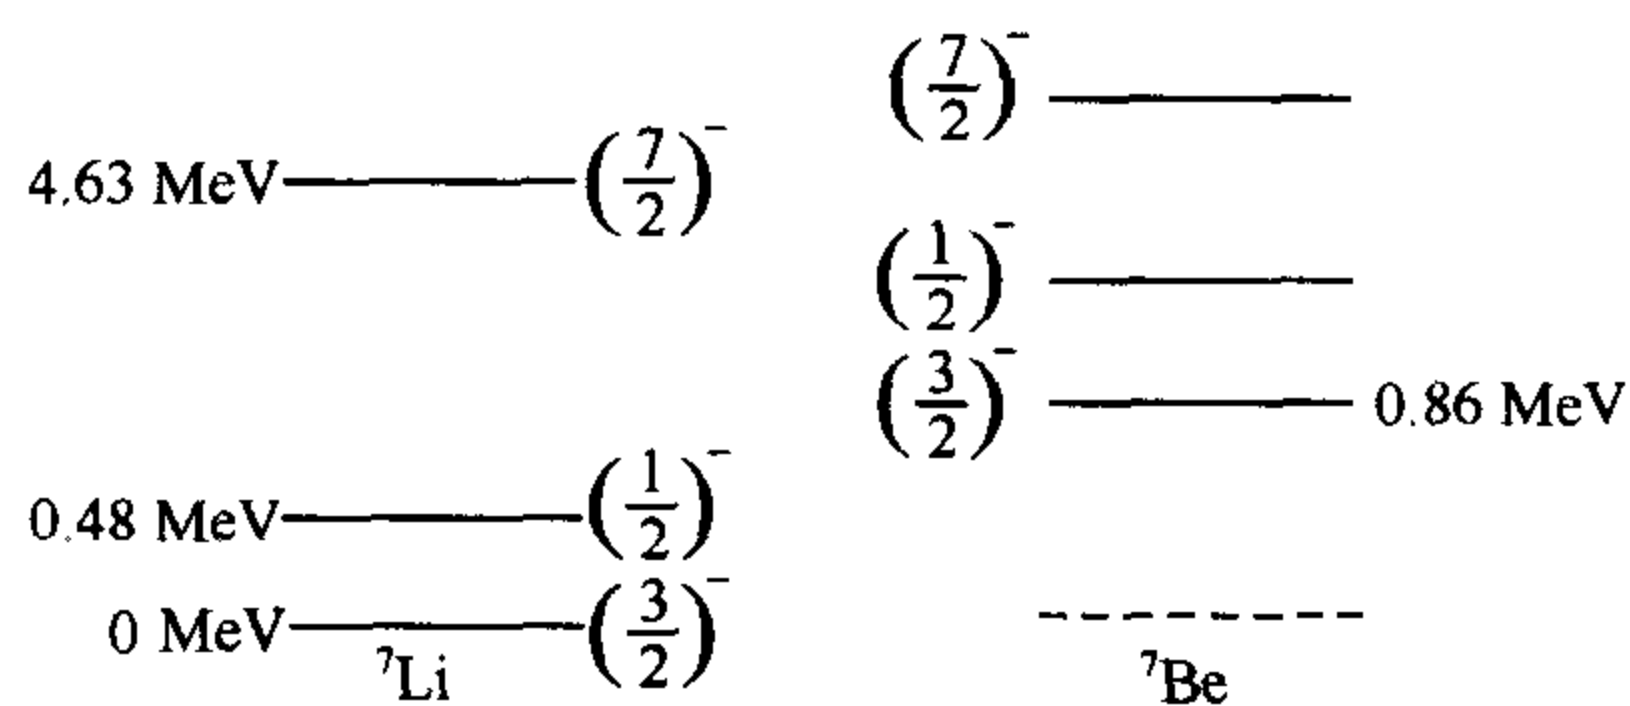 (7/2)⁻
4.63 MeV (7/2)⁻
(1/2)⁻
(3/2)⁻ 0.86 MeV
0.48 MeV (1/2)⁻
0 MeV (3/2)⁻
⁷Li ⁷Be